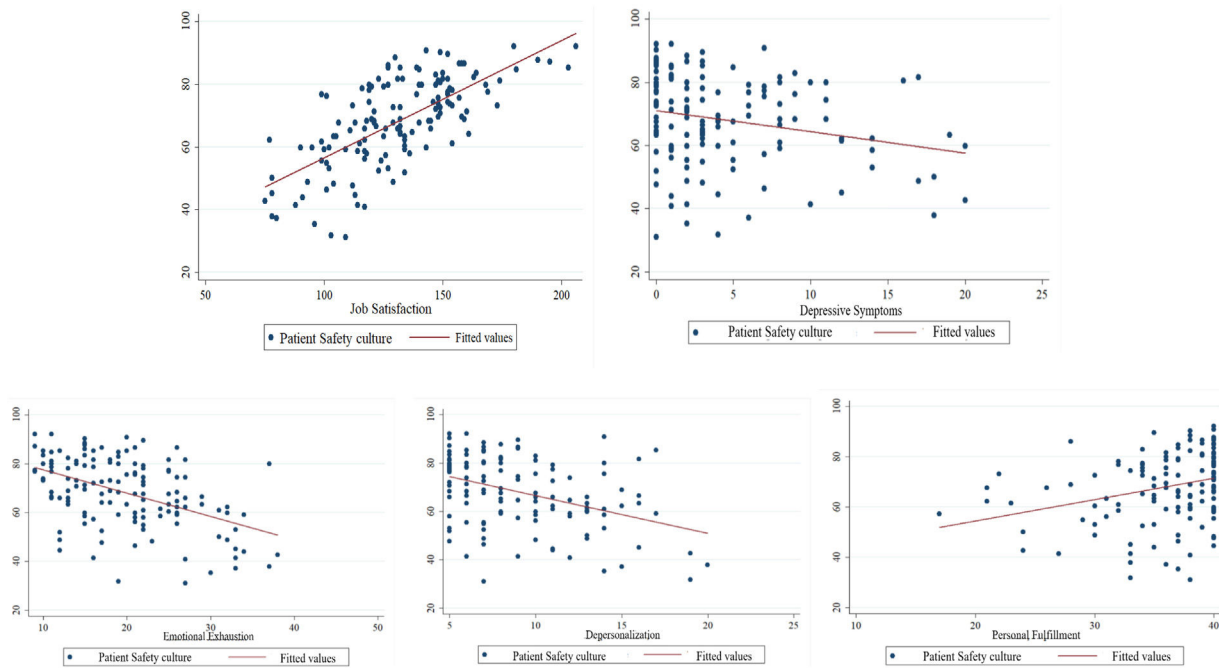 100
80
60
40
20
50 100 150 200
Job Satisfaction
Patient Safety culture Fitted values
100
80
60
40
20
0 5 10 15 20 25
Depressive Symptoms
Patient Safety culture Fitted values
100
80
60
40
20
10 20 30 40 50
Emotional Exhaustion
Patient Safety culture Fitted values
100
80
60
40
20
5 10 15 20 25
Depersonalization
Patient Safety culture Fitted values
100
80
60
40
20
10 20 30 40
Personal Fulfillment
Patient Safety culture Fitted values